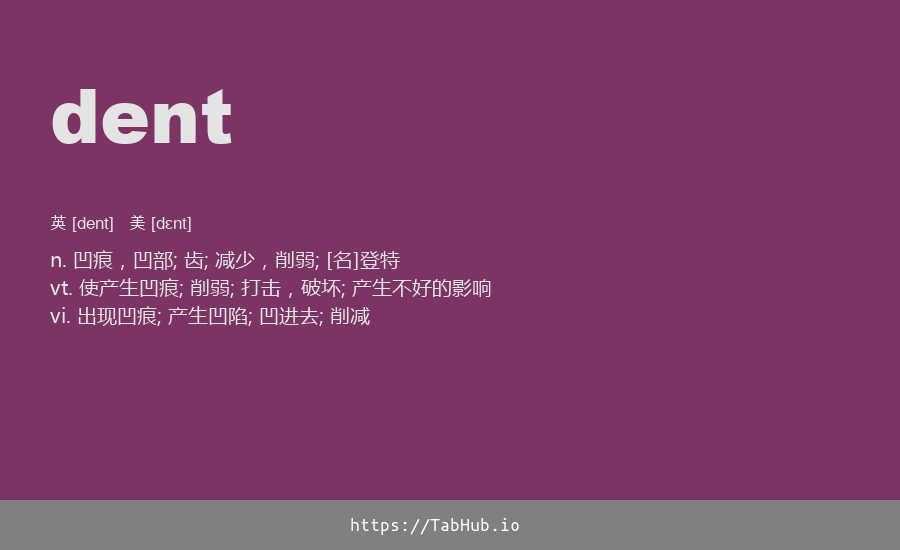 dent
英 [dent] 美 [dɛnt]
n. 凹痕，凹部; 齿; 减少，削弱; [名]登特
vt. 使产生凹痕; 削弱; 打击，破坏; 产生不好的影响
vi. 出现凹痕; 产生凹陷; 凹进去; 削减
https://TabHub.io